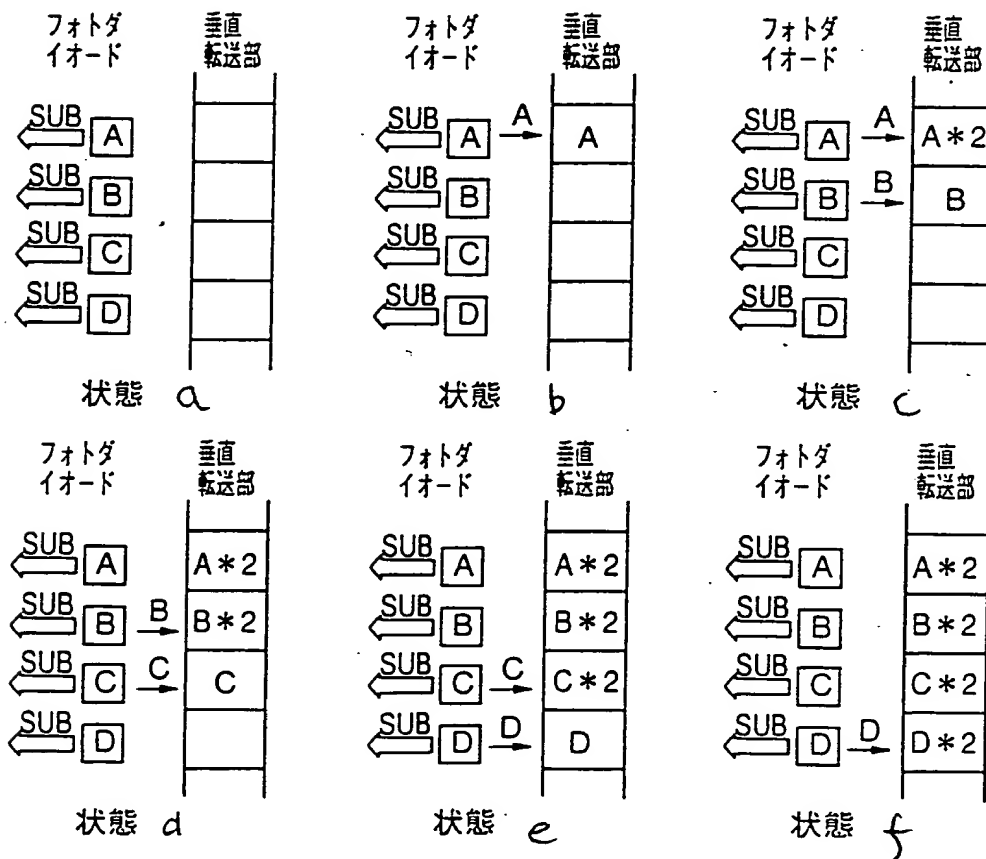 フォトダ
イオード
垂直
転送部
SUB A
SUB B
SUB C
SUB D
状態 a
フォトダ
イオード
垂直
転送部
SUB A A A
SUB B
SUB C
SUB D
状態 b
フォトダ
イオード
垂直
転送部
SUB A A A*2
SUB B B B
SUB C
SUB D
状態 c
フォトダ
イオード
垂直
転送部
SUB A A*2
SUB B B B*2
SUB C C C
SUB D
状態 d
フォトダ
イオード
垂直
転送部
SUB A A*2
SUB B B*2
SUB C C C*2
SUB D D D
状態 e
フォトダ
イオード
垂直
転送部
SUB A A*2
SUB B B*2
SUB C C*2
SUB D D D*2
状態 f